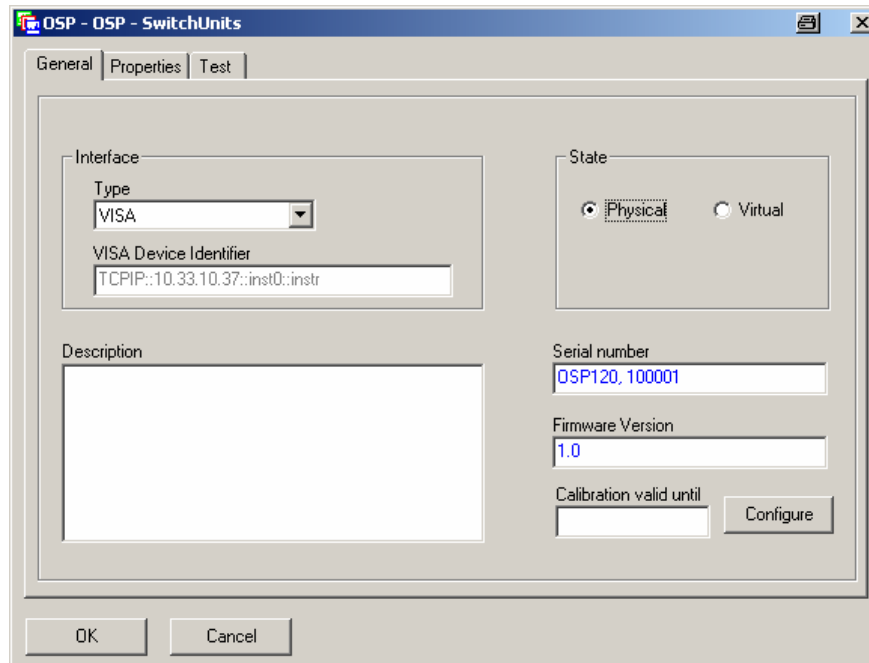 OSP - OSP - SwitchUnits
General
Properties
Test
Interface
Type
VISA
VISA Device Identifier
TCPIP::10.33.10.37::inst0::instr
State
Physical
Virtual
Description
Serial number
OSP120, 100001
Firmware Version
1.0
Calibration valid until
Configure
OK
Cancel